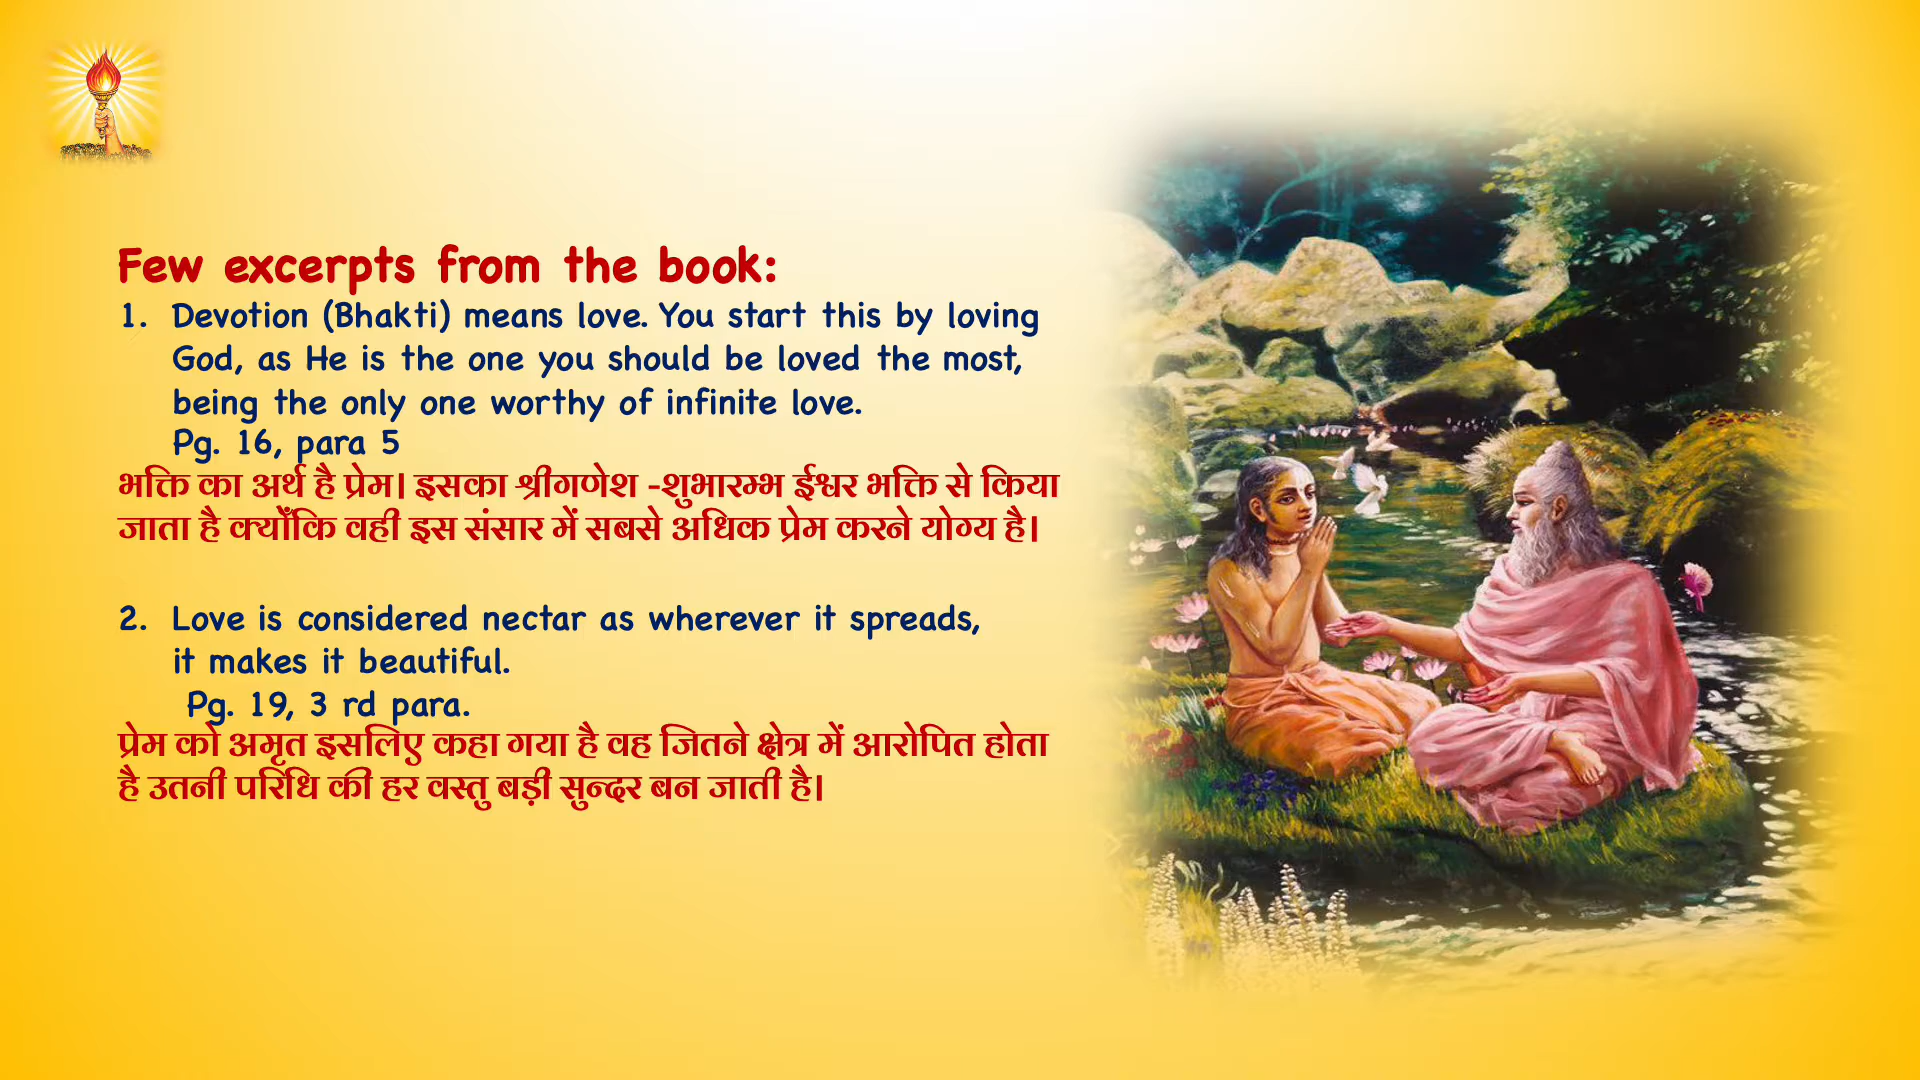 Few excerpts from the book:
1. Devotion (Bhakti) means love. You start this by loving
God, as He is the one you should be loved the most,
being the only one worthy of infinite love.
Pg. 16, para 5
भक्ति का अर्थ है प्रेम। इसका श्रीगणेश -शुभारम्भ ईश्वर भक्ति से किया
जाता है क्योंकि वही इस संसार में सबसे अधिक प्रेम करने योग्य है।
2. Love is considered nectar as wherever it spreads,
it makes it beautiful.
Pg. 19, 3 rd para.
प्रेम को अमृत इसलिए कहा गया है वह जितने क्षेत्र में आरोपित होता
है उतनी परिधि की हर वस्तु बड़ी सुन्दर बन जाती है।